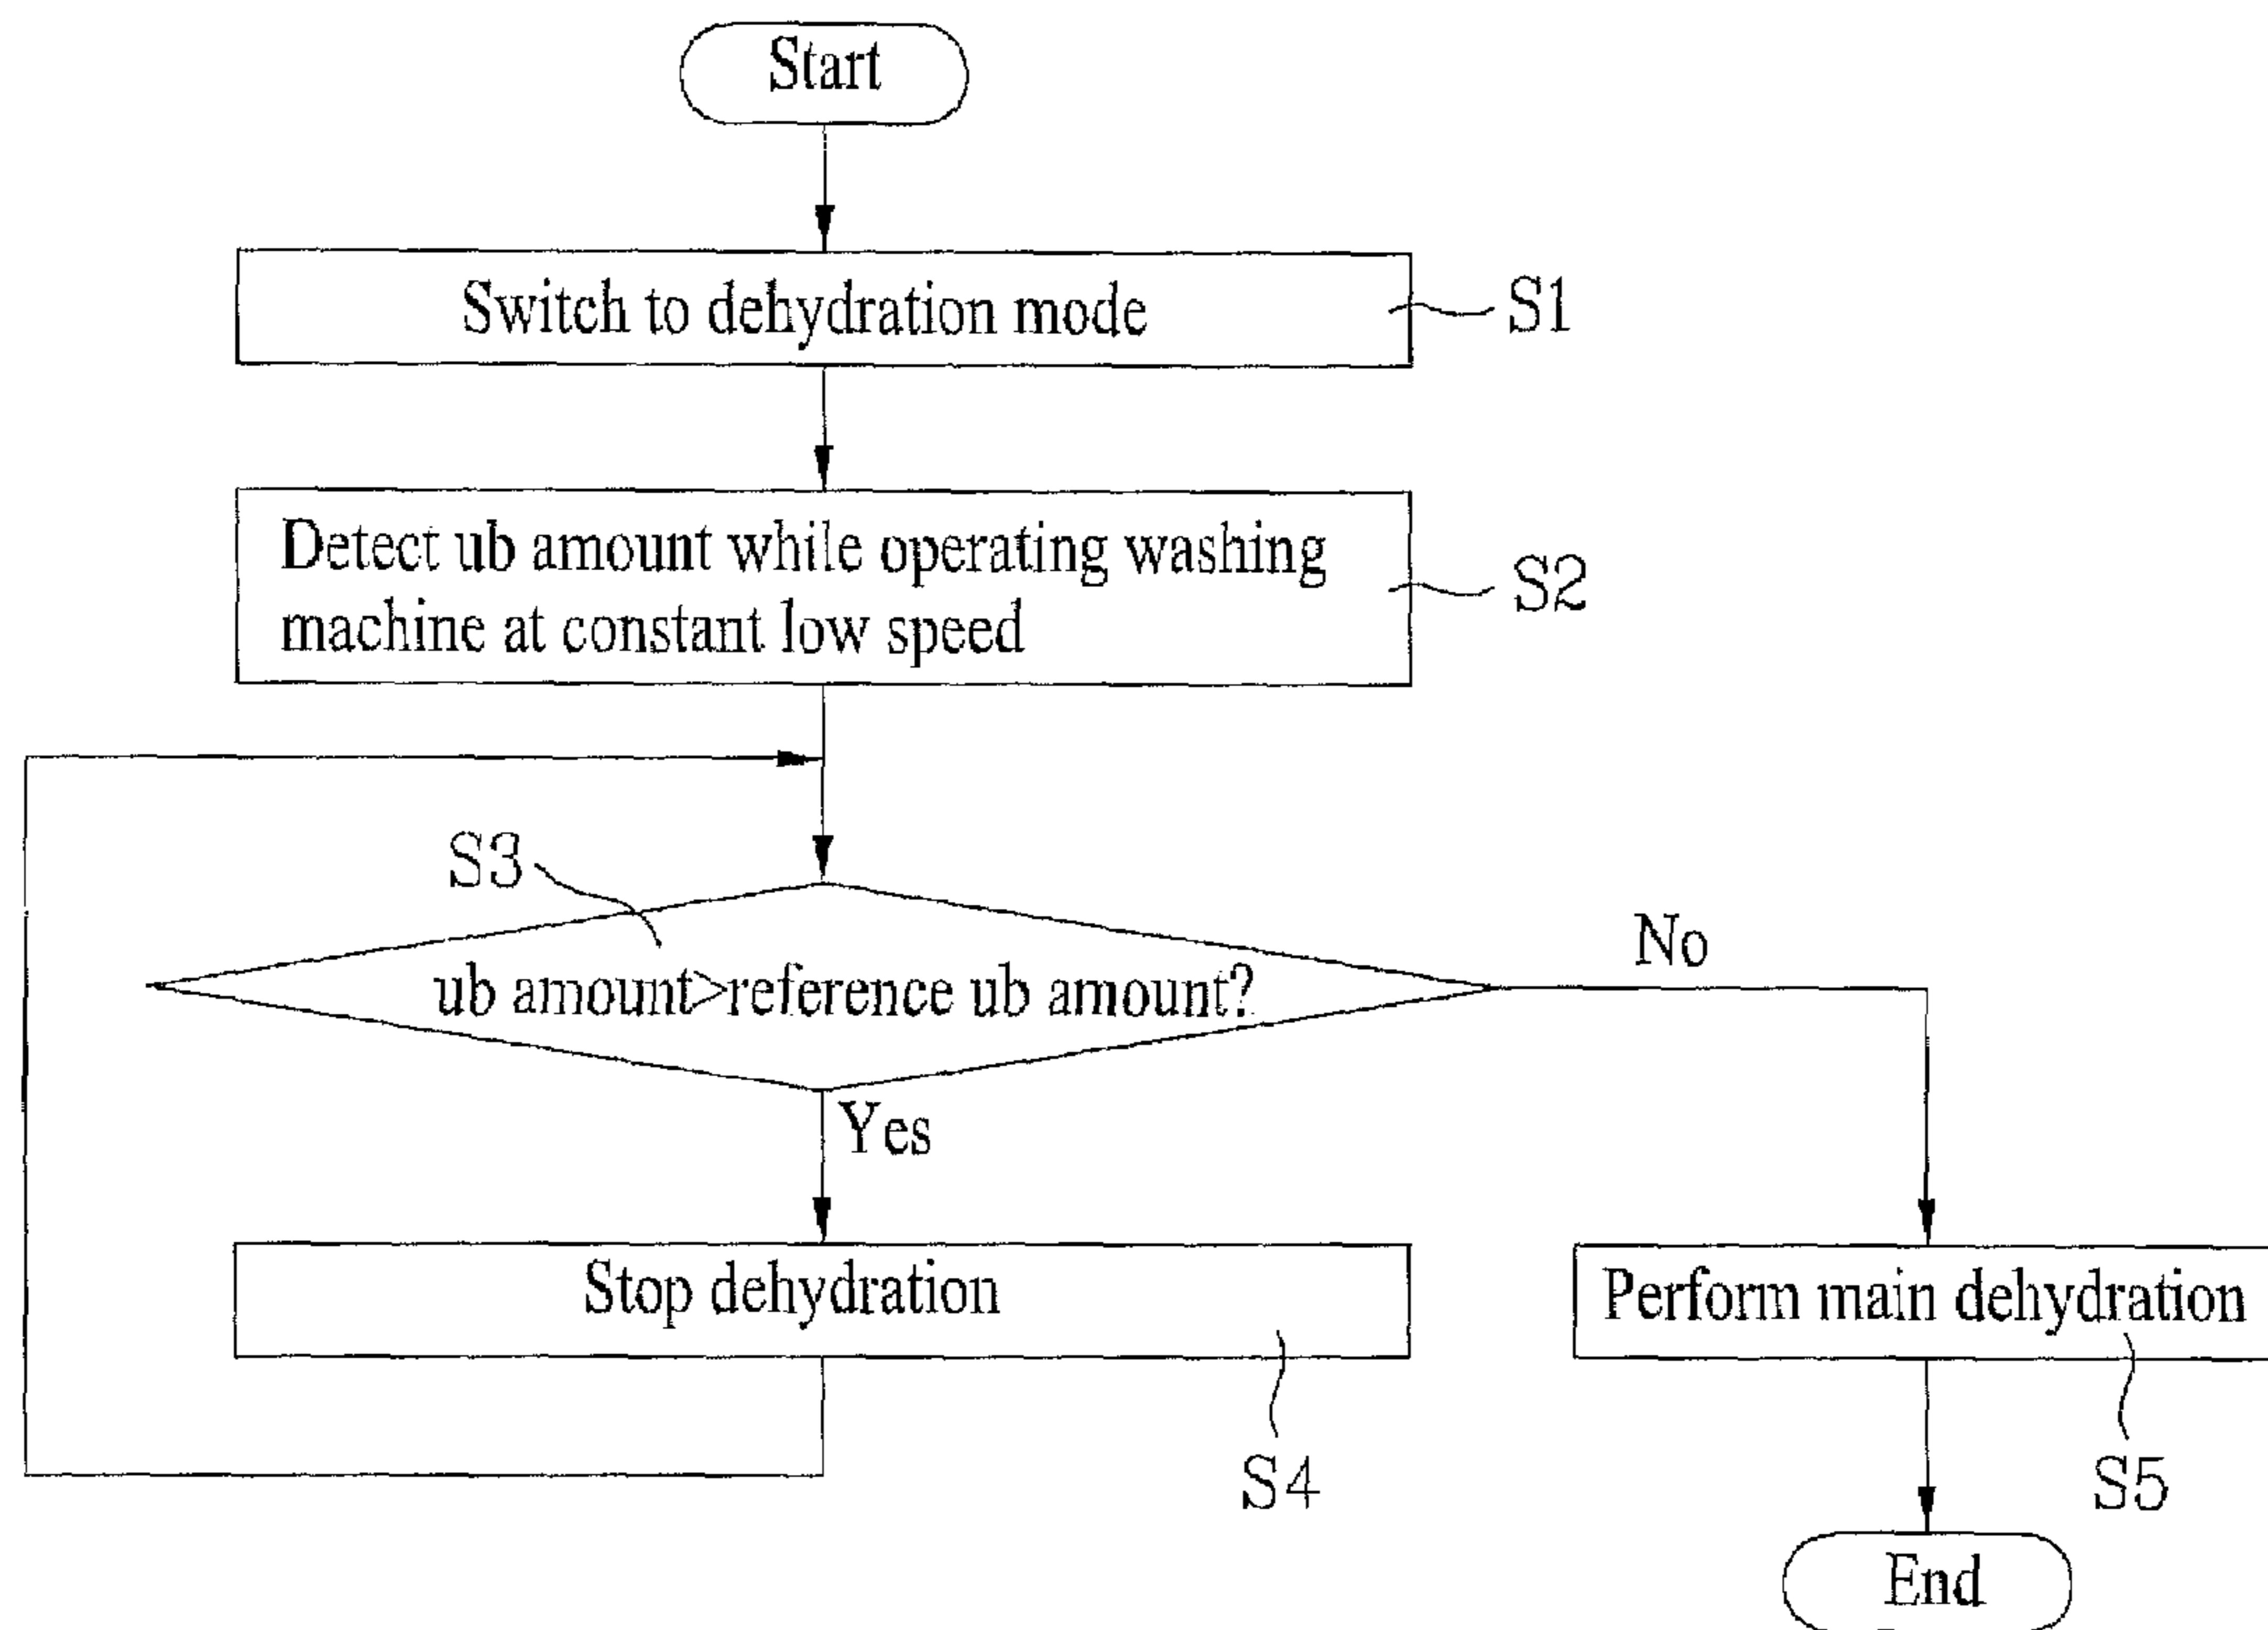 Start
Switch to dehydration mode
S1
Detect ub amount while operating washing
machine at constant low speed
S2
S3
ub amount>reference ub amount?
No
Yes
Stop dehydration
Perform main dehydration
S4
S5
End